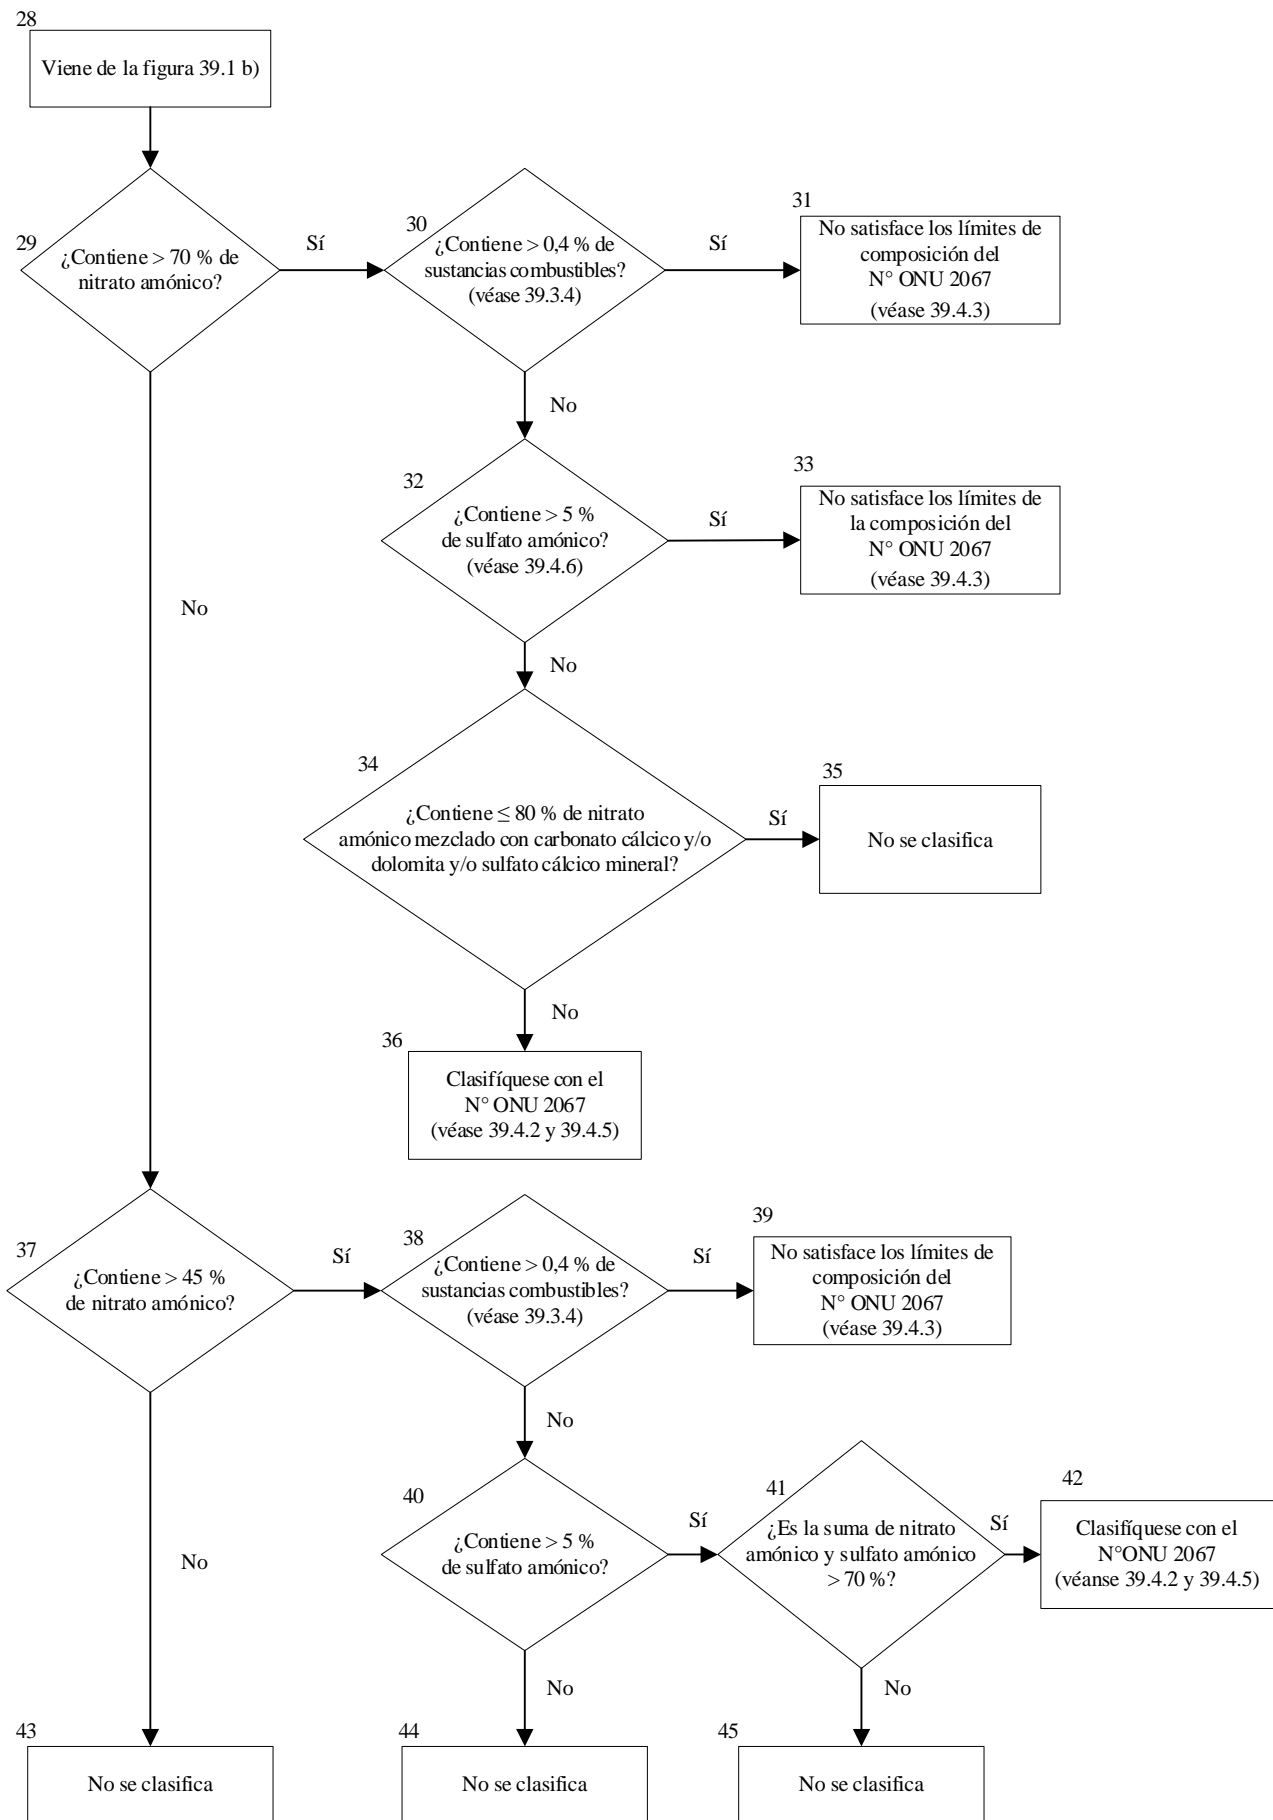 28
Viene de la figura 39.1 b)
29
¿Contiene > 70 % de
nitrato amónico?
Sí
30
¿Contiene > 0,4 % de
sustancias combustibles?
(véase 39.3.4)
Sí
31
No satisface los límites de
composición del
N° ONU 2067
(véase 39.4.3)
No
32
¿Contiene > 5 %
de sulfato amónico?
(véase 39.4.6)
Sí
33
No satisface los límites de
la composición del
N° ONU 2067
(véase 39.4.3)
No
No
34
¿Contiene ≤ 80 % de nitrato
amónico mezclado con carbonato cálcico y/o
dolomita y/o sulfato cálcico mineral?
Sí
35
No se clasifica
No
36
Clasifíquese con el
N° ONU 2067
(véase 39.4.2 y 39.4.5)
37
¿Contiene > 45 %
de nitrato amónico?
Sí
38
¿Contiene > 0,4 % de
sustancias combustibles?
(véase 39.3.4)
Sí
39
No satisface los límites de
composición del
N° ONU 2067
(véase 39.4.3)
No
40
¿Contiene > 5 %
de sulfato amónico?
Sí
41
¿Es la suma de nitrato
amónico y sulfato amónico
> 70 %?
Sí
42
Clasifíquese con el
N°ONU 2067
(véanse 39.4.2 y 39.4.5)
No
No
No
43
No se clasifica
44
No se clasifica
45
No se clasifica